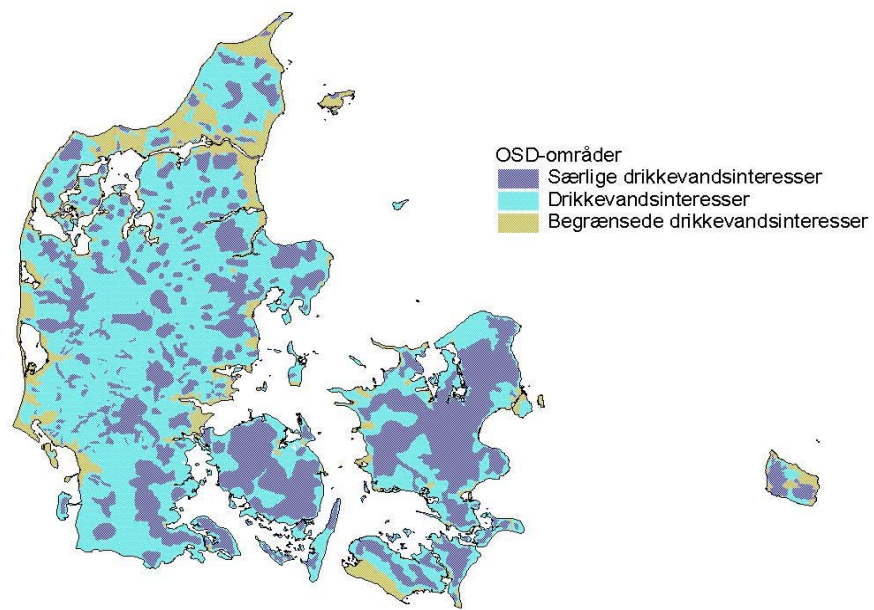 OSD-områder
Særlige drikkevandsinteresser
Drikkevandsinteresser
Begrænsede drikkevandsinteresser